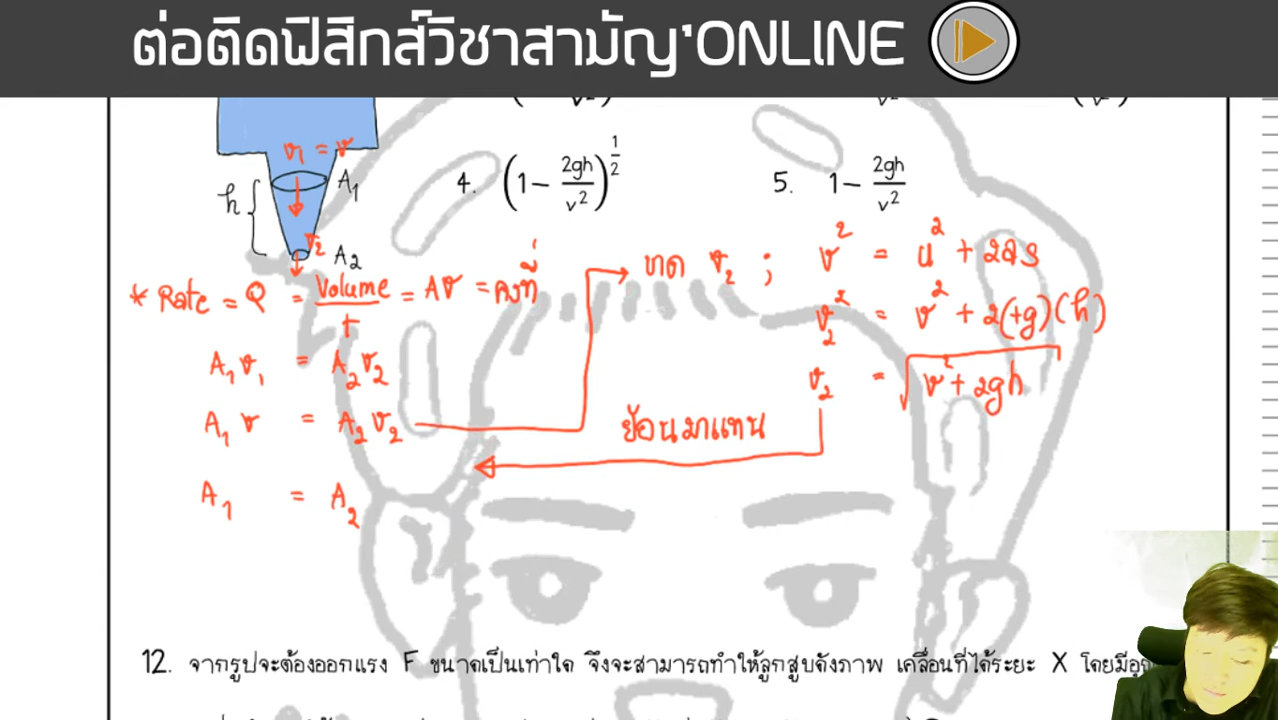 ต่อติดฟิสิกส์วิชาสามัญ'ONLINE
v₁ = v
h
A₁
4. (1 - 2gh/v²)^(1/2)
5. 1 - 2gh/v²
v₂
A₂
* Rate = Q = Volume/t = Av = คงที่
A₁v₁ = A₂v₂
A₁v = A₂v₂
A₁ = A₂
ทด v₂ ; v² = u² + 2as
v₂² = v² + 2(+g)(h)
v₂ = √(v² + 2gh)
ย้อนมาแทน
12. จากรูปจะต้องออกแรง F ขนาดเป็นเท่าใด จึงจะสามารถทำให้ลูกสูบดังภาพ เคลื่อนที่ได้ระยะ X โดยมี